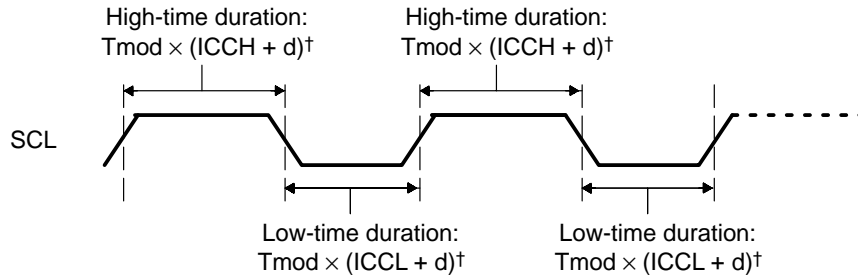 High-time duration:
Tmod × (ICCH + d)†
High-time duration:
Tmod × (ICCH + d)†
SCL
Low-time duration:
Tmod × (ICCL + d)†
Low-time duration:
Tmod × (ICCL + d)†